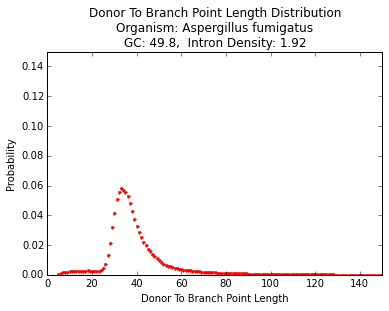 Donor To Branch Point Length Distribution
Organism: Aspergillus fumigatus
GC: 49.8,  Intron Density: 1.92
0.14
0.12
0.10
0.08
0.06
0.04
0.02
0.00
Probability
0 20 40 60 80 100 120 140
Donor To Branch Point Length